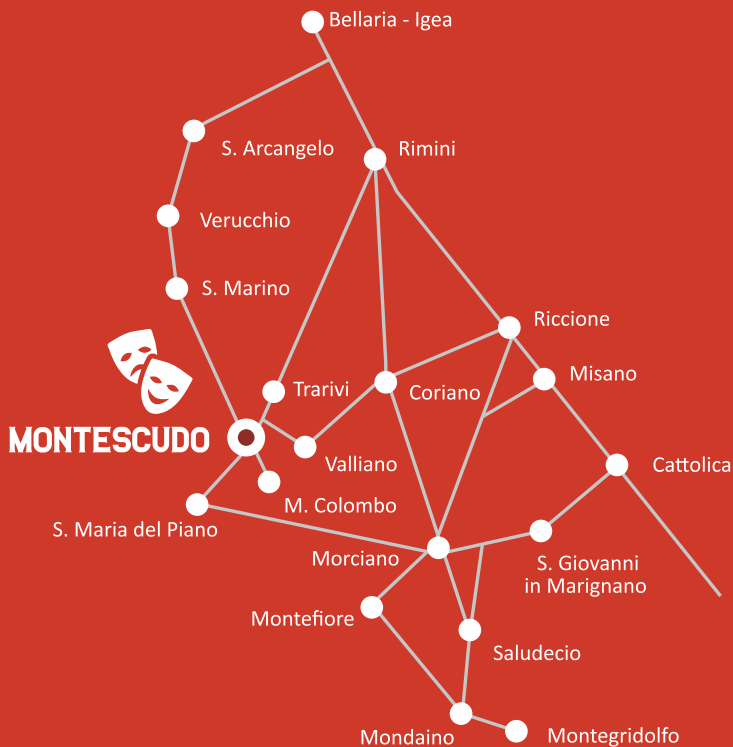 Bellaria - Igea
S. Arcangelo
Rimini
Verucchio
S. Marino
Riccione
Misano
Trarivi
Coriano
MONTESCUDO
Valliano
Cattolica
M. Colombo
S. Maria del Piano
Morciano
S. Giovanni
in Marignano
Montefiore
Saludecio
Mondaino
Montegridolfo